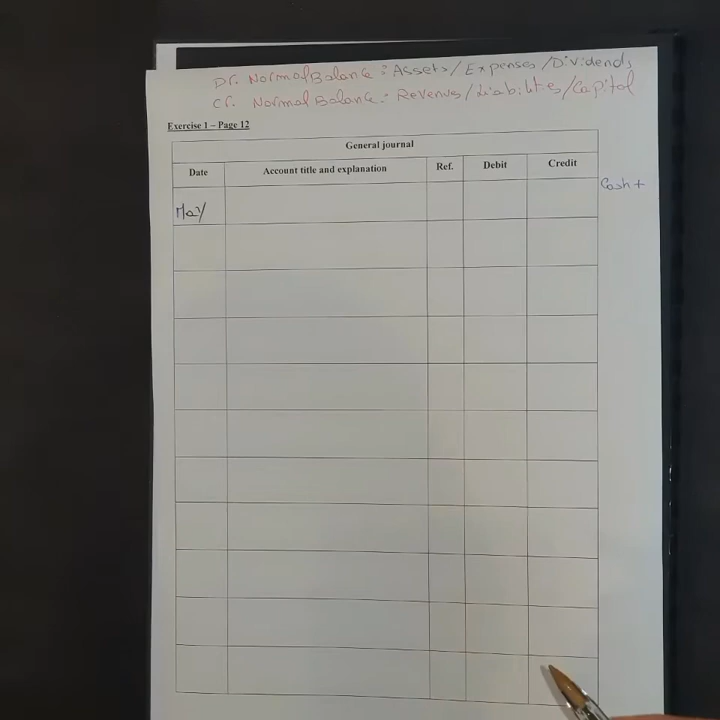 Dr. Normal Balance: Assets/Expenses/Dividends
Cr. Normal Balance: Revenues/Liabilities/Capital
Exercise 1 – Page 12
General journal
Date Account title and explanation Ref. Debit Credit
Cash +
May